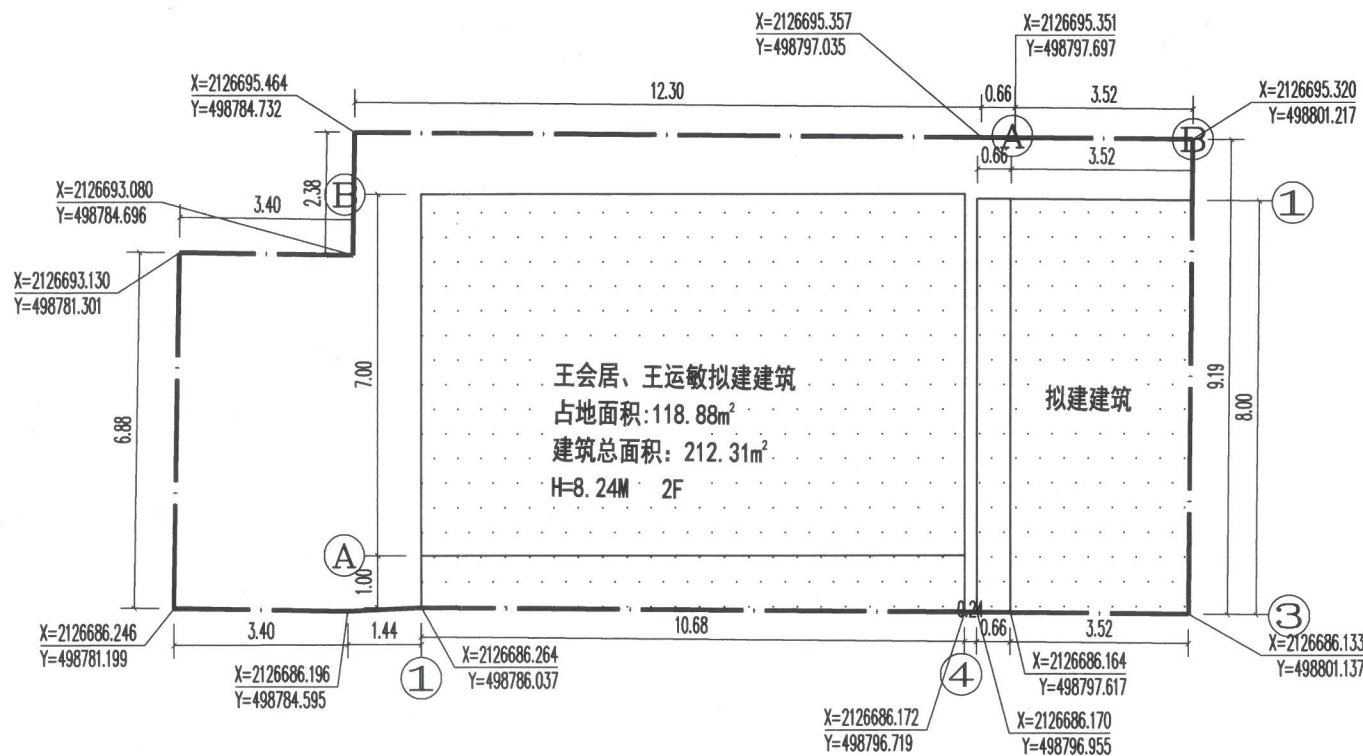 X=2126695.357
Y=498797.035
X=2126695.351
Y=498797.697
X=2126695.464
Y=498784.732
12.30
0.66
3.52
X=2126695.320
Y=498801.217
A
B
0.66
3.52
X=2126693.080
Y=498784.696
3.40
2.38
B
1
X=2126693.130
Y=498781.301
6.88
7.00
王会居、王运敏拟建建筑
占地面积:118.88m²
建筑总面积: 212.31m²
H=8.24M 2F
拟建建筑
9.19
8.00
A
1.00
X=2126686.246
Y=498781.199
3.40
1.44
10.68
0.24
0.66
3.52
3
X=2126686.133
Y=498801.137
X=2126686.196
Y=498784.595
1
X=2126686.264
Y=498786.037
4
X=2126686.164
Y=498797.617
X=2126686.172
Y=498796.719
X=2126686.170
Y=498796.955